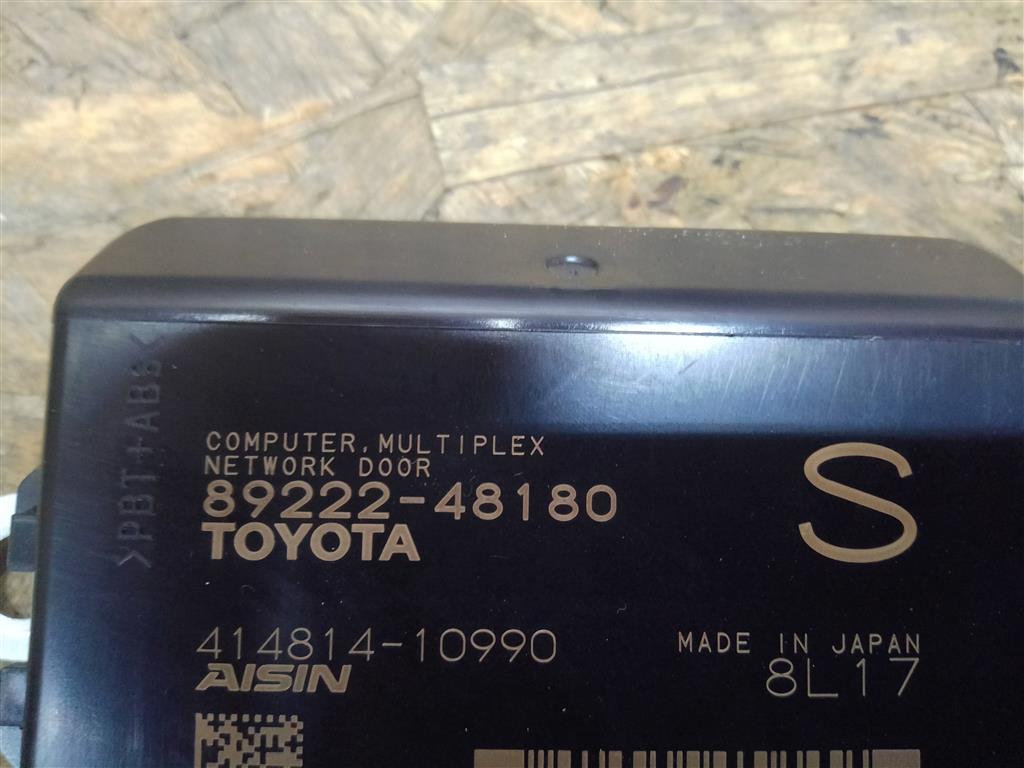 >PBT+ABS<
COMPUTER, MULTIPLEX
NETWORK DOOR
89222-48180
TOYOTA
S
414814-10990
AISIN
MADE IN JAPAN
8L17